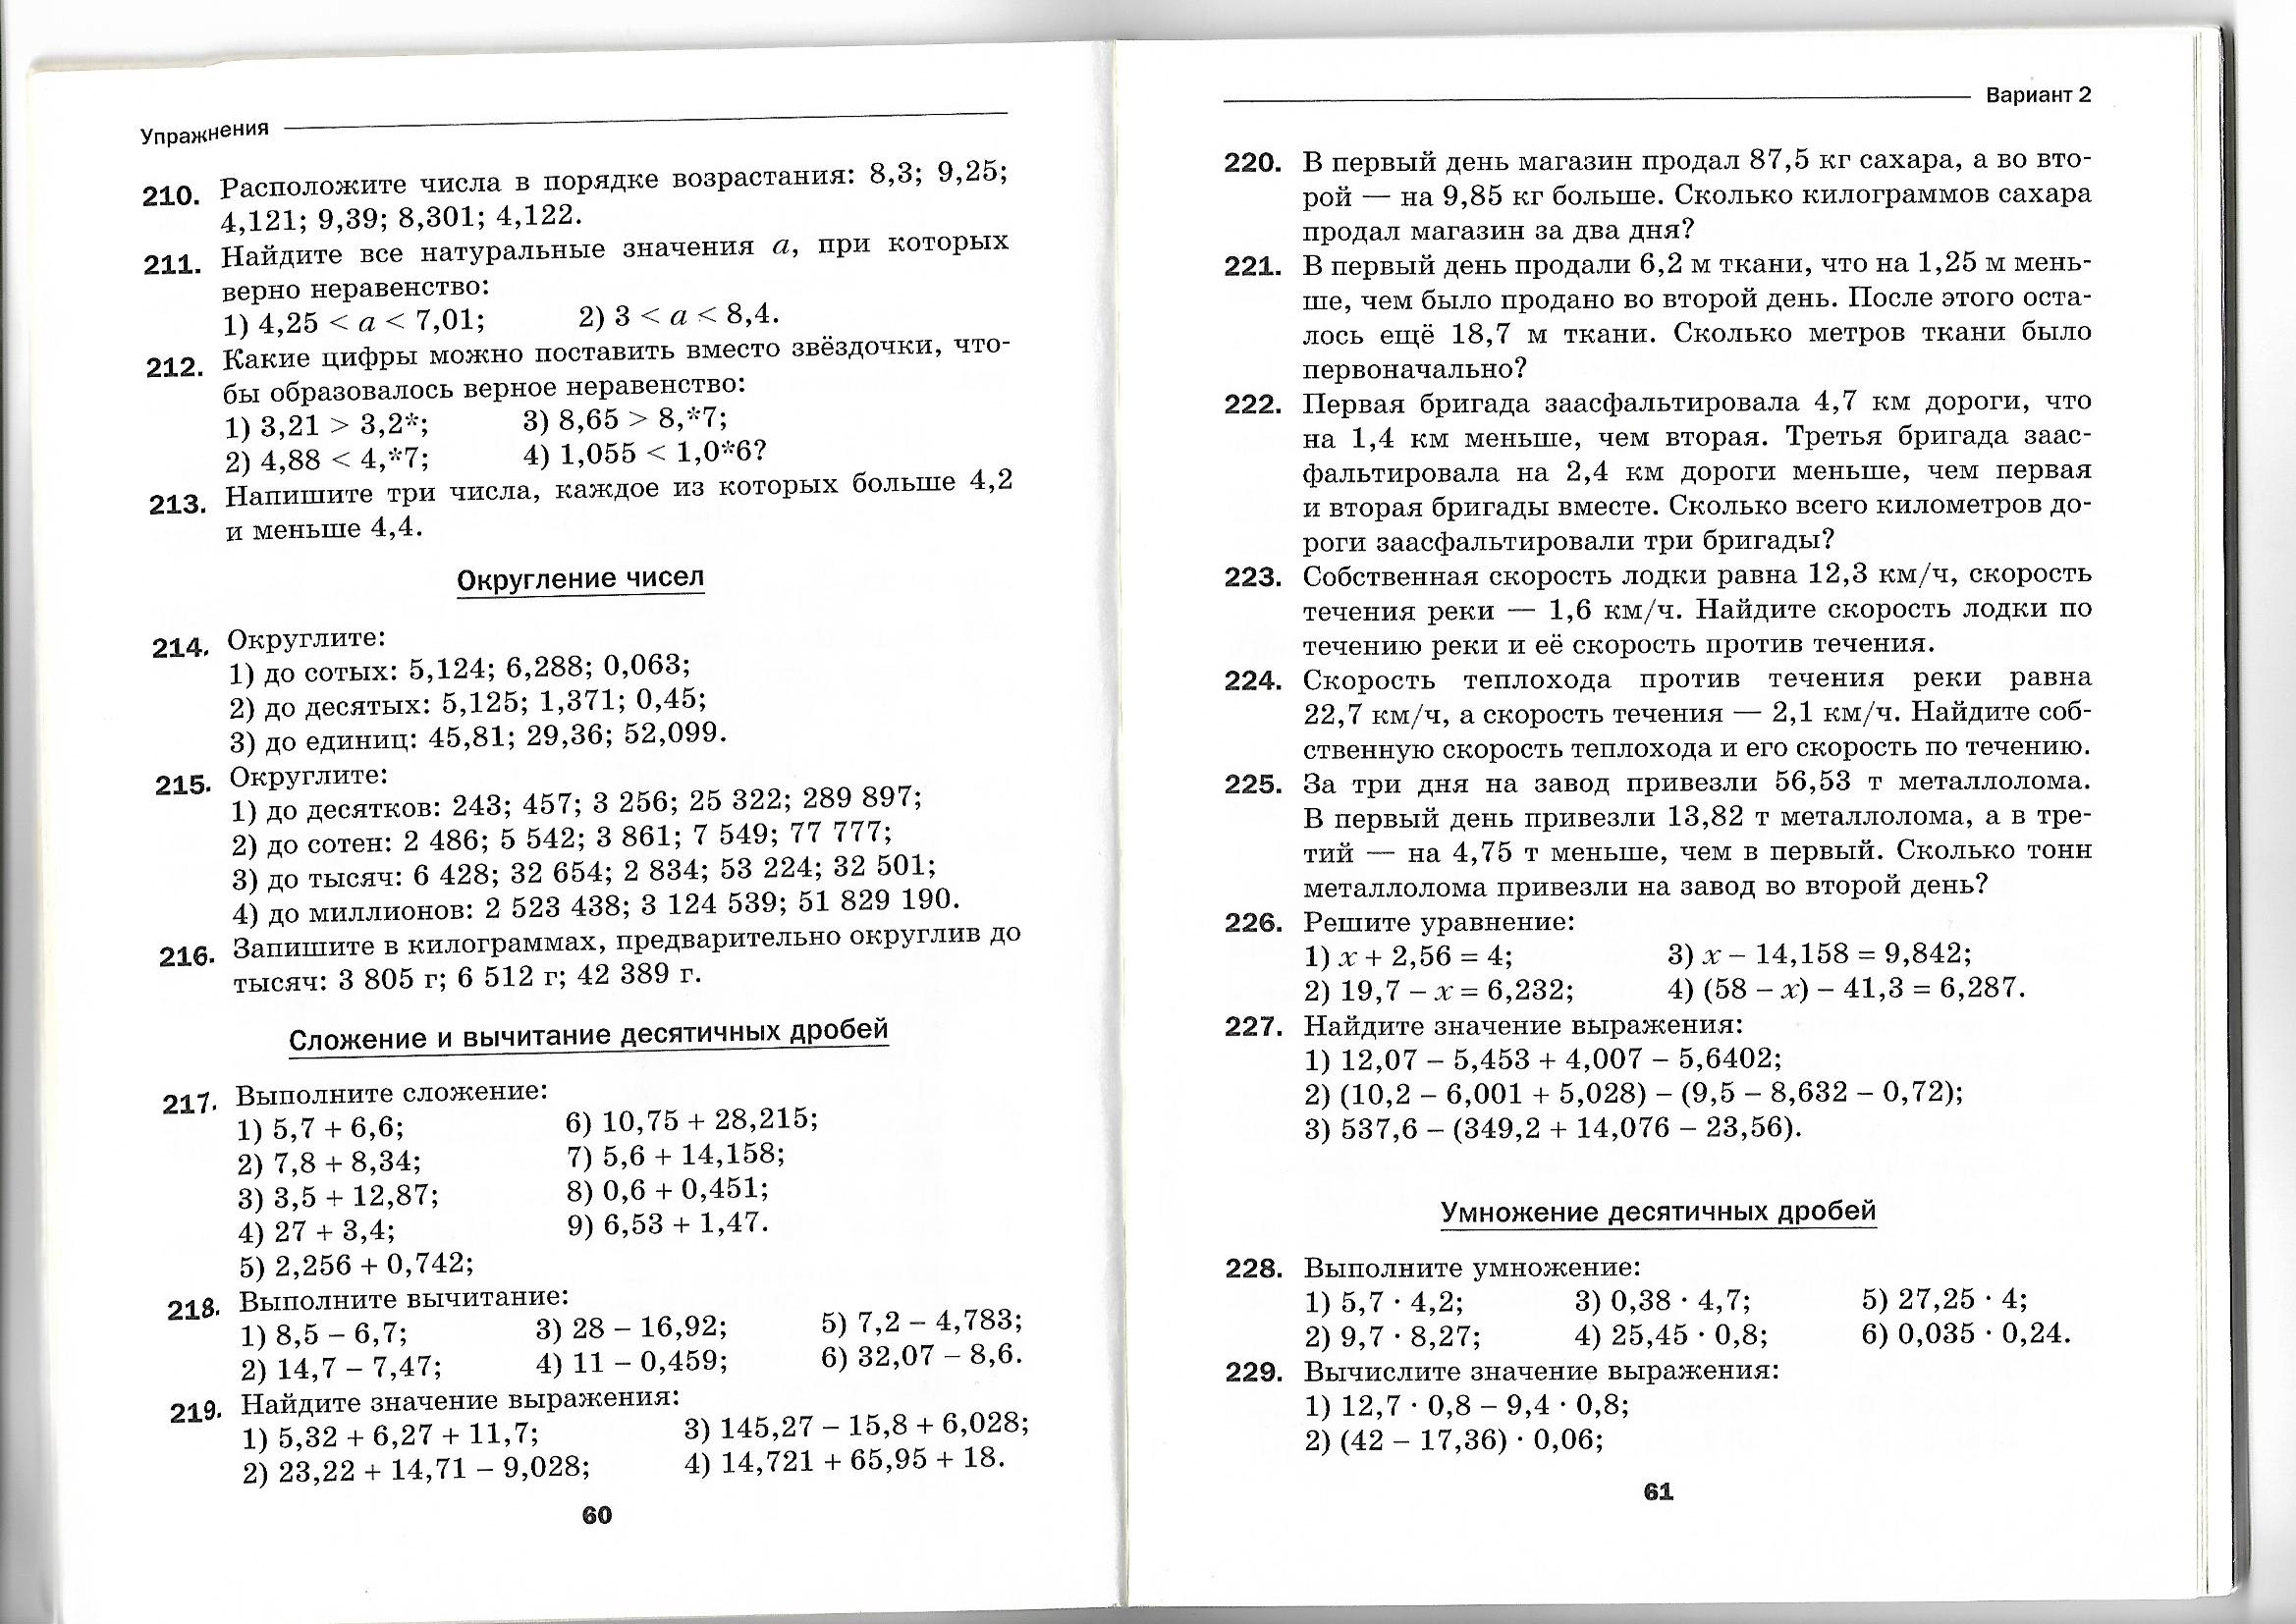 Упражнения
210. Расположите числа в порядке возрастания: 8,3; 9,25;
4,121; 9,39; 8,301; 4,122.
211. Найдите все натуральные значения a, при которых
верно неравенство:
1) 4,25 < a < 7,01; 2) 3 < a < 8,4.
212. Какие цифры можно поставить вместо звёздочки, что-
бы образовалось верное неравенство:
1) 3,21 > 3,2*; 3) 8,65 > 8,*7;
2) 4,88 < 4,*7; 4) 1,055 < 1,0*6?
213. Напишите три числа, каждое из которых больше 4,2
и меньше 4,4.
Округление чисел
214. Округлите:
1) до сотых: 5,124; 6,288; 0,063;
2) до десятых: 5,125; 1,371; 0,45;
3) до единиц: 45,81; 29,36; 52,099.
215. Округлите:
1) до десятков: 243; 457; 3 256; 25 322; 289 897;
2) до сотен: 2 486; 5 542; 3 861; 7 549; 77 777;
3) до тысяч: 6 428; 32 654; 2 834; 53 224; 32 501;
4) до миллионов: 2 523 438; 3 124 539; 51 829 190.
216. Запишите в килограммах, предварительно округлив до
тысяч: 3 805 г; 6 512 г; 42 389 г.
Сложение и вычитание десятичных дробей
217. Выполните сложение:
1) 5,7 + 6,6; 6) 10,75 + 28,215;
2) 7,8 + 8,34; 7) 5,6 + 14,158;
3) 3,5 + 12,87; 8) 0,6 + 0,451;
4) 27 + 3,4; 9) 6,53 + 1,47.
5) 2,256 + 0,742;
218. Выполните вычитание:
1) 8,5 – 6,7; 3) 28 – 16,92; 5) 7,2 – 4,783;
2) 14,7 – 7,47; 4) 11 – 0,459; 6) 32,07 – 8,6.
219. Найдите значение выражения:
1) 5,32 + 6,27 + 11,7; 3) 145,27 – 15,8 + 6,028;
2) 23,22 + 14,71 – 9,028; 4) 14,721 + 65,95 + 18.
60
Вариант 2
220. В первый день магазин продал 87,5 кг сахара, а во вто-
рой — на 9,85 кг больше. Сколько килограммов сахара
продал магазин за два дня?
221. В первый день продали 6,2 м ткани, что на 1,25 м мень-
ше, чем было продано во второй день. После этого оста-
лось ещё 18,7 м ткани. Сколько метров ткани было
первоначально?
222. Первая бригада заасфальтировала 4,7 км дороги, что
на 1,4 км меньше, чем вторая. Третья бригада заас-
фальтировала на 2,4 км дороги меньше, чем первая
и вторая бригады вместе. Сколько всего километров до-
роги заасфальтировали три бригады?
223. Собственная скорость лодки равна 12,3 км/ч, скорость
течения реки — 1,6 км/ч. Найдите скорость лодки по
течению реки и её скорость против течения.
224. Скорость теплохода против течения реки равна
22,7 км/ч, а скорость течения — 2,1 км/ч. Найдите соб-
ственную скорость теплохода и его скорость по течению.
225. За три дня на завод привезли 56,53 т металлолома.
В первый день привезли 13,82 т металлолома, а в тре-
тий — на 4,75 т меньше, чем в первый. Сколько тонн
металлолома привезли на завод во второй день?
226. Решите уравнение:
1) x + 2,56 = 4; 3) x – 14,158 = 9,842;
2) 19,7 – x = 6,232; 4) (58 – x) – 41,3 = 6,287.
227. Найдите значение выражения:
1) 12,07 – 5,453 + 4,007 – 5,6402;
2) (10,2 – 6,001 + 5,028) – (9,5 – 8,632 – 0,72);
3) 537,6 – (349,2 + 14,076 – 23,56).
Умножение десятичных дробей
228. Выполните умножение:
1) 5,7 · 4,2; 3) 0,38 · 4,7; 5) 27,25 · 4;
2) 9,7 · 8,27; 4) 25,45 · 0,8; 6) 0,035 · 0,24.
229. Вычислите значение выражения:
1) 12,7 · 0,8 – 9,4 · 0,8;
2) (42 – 17,36) · 0,06;
61